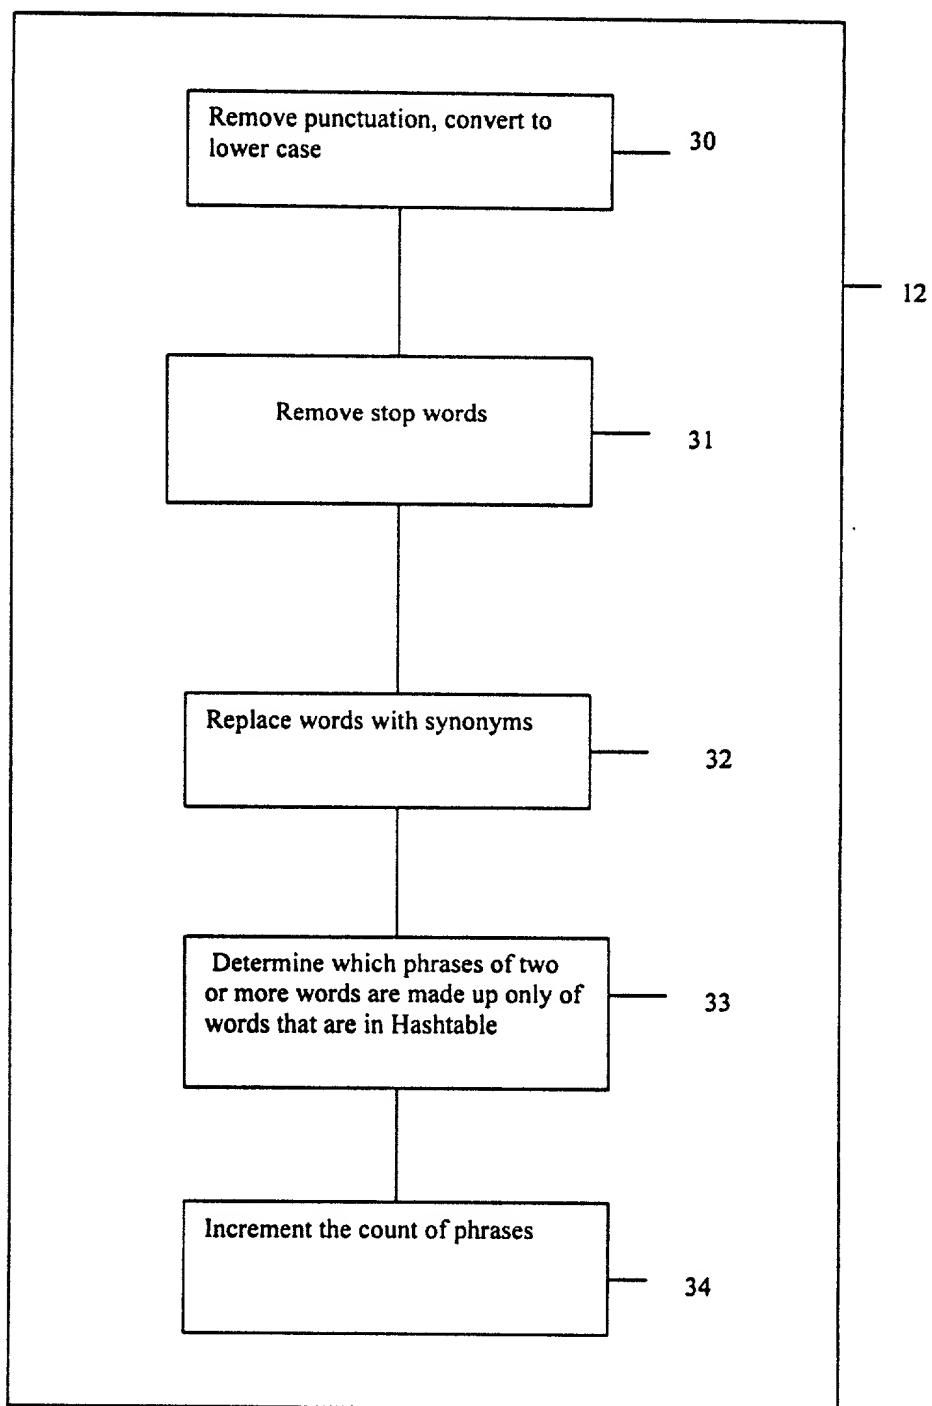 Remove punctuation, convert to
lower case
30
12
Remove stop words
31
Replace words with synonyms
32
Determine which phrases of two
or more words are made up only of
words that are in Hashtable
33
Increment the count of phrases
34